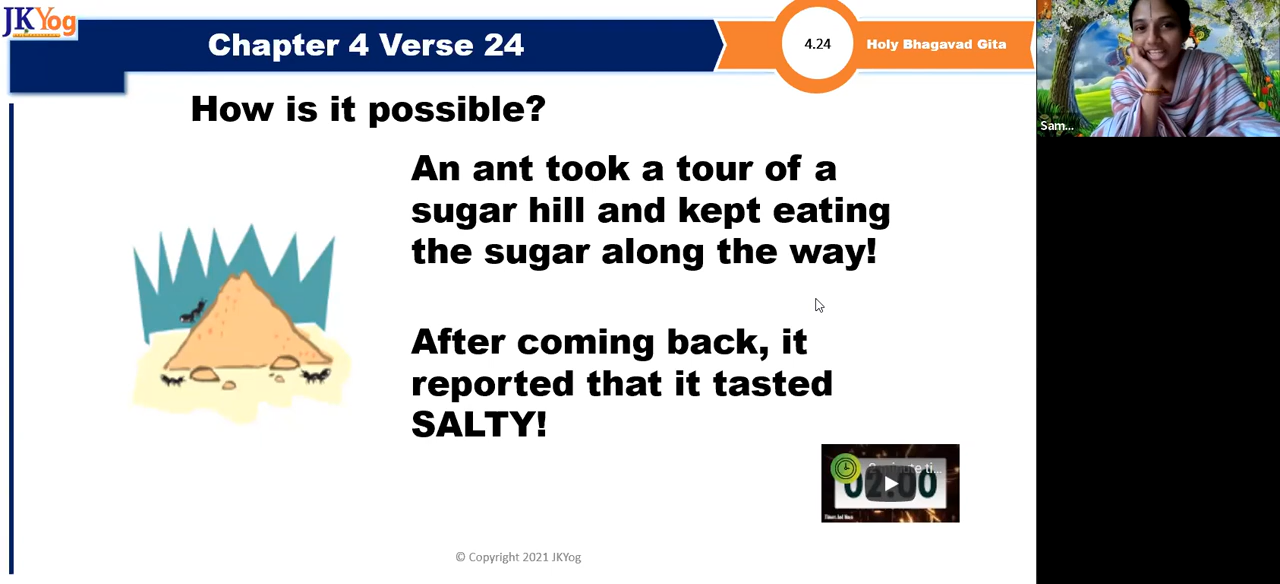 JKYog
Chapter 4 Verse 24
4.24
Holy Bhagavad Gita
How is it possible?
An ant took a tour of a
sugar hill and kept eating
the sugar along the way!
After coming back, it
reported that it tasted
SALTY!
02:00
© Copyright 2021 JKYog
Sam...